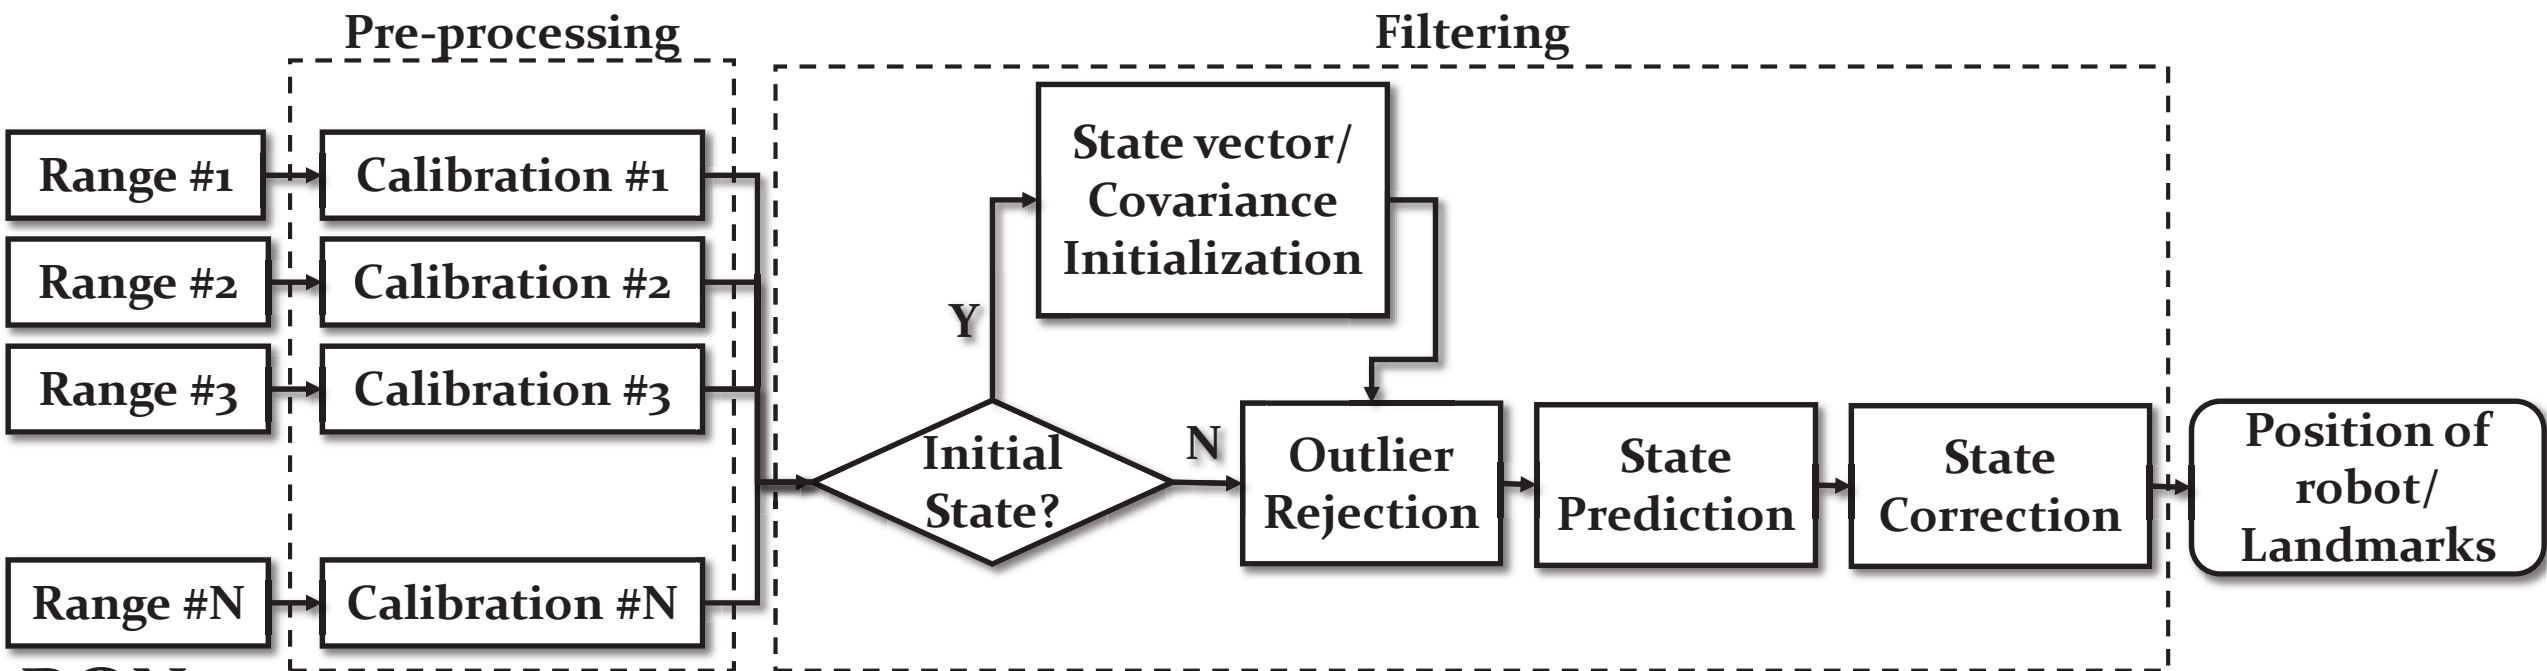 Pre-processing
Filtering
Range #1
Calibration #1
Range #2
Calibration #2
Range #3
Calibration #3
Range #N
Calibration #N
Initial
State?
Y
N
State vector/
Covariance
Initialization
Outlier
Rejection
State
Prediction
State
Correction
Position of
robot/
Landmarks